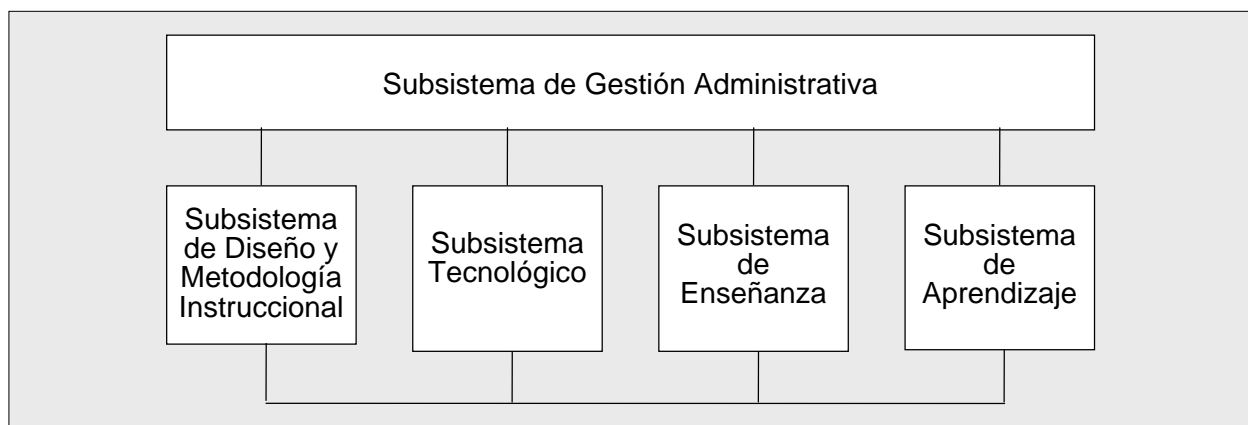 Subsistema de Gestión Administrativa
Subsistema
de Diseño y
Metodología
Instruccional
Subsistema
Tecnológico
Subsistema
de
Enseñanza
Subsistema
de
Aprendizaje